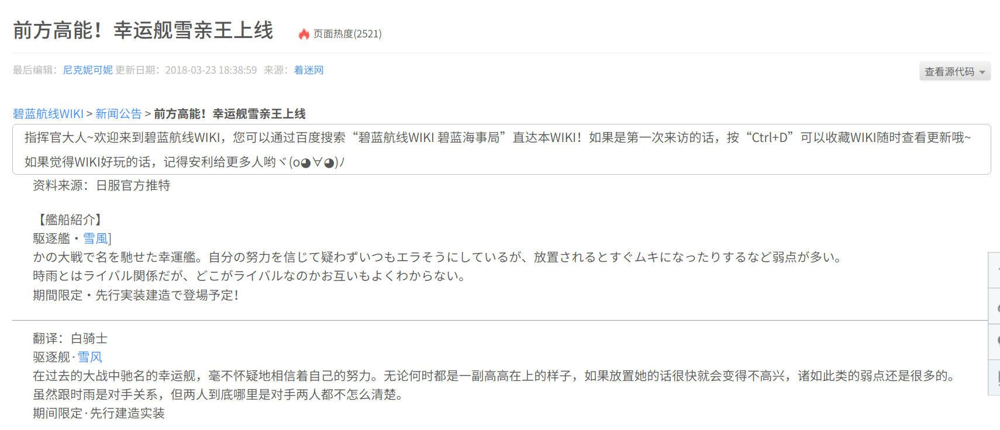 前方高能！幸运舰雪亲王上线
页面热度(2521)
最后编辑：尼克妮可妮 更新日期：2018-03-23 18:38:59 来源：着迷网
查看源代码
碧蓝航线WIKI > 新闻公告 > 前方高能！幸运舰雪亲王上线
指挥官大人~欢迎来到碧蓝航线WIKI，您可以通过百度搜索“碧蓝航线WIKI 碧蓝海事局”直达本WIKI！如果是第一次来访的话，按“Ctrl+D”可以收藏WIKI随时查看更新哦~
如果觉得WIKI好玩的话，记得安利给更多人哟ヾ(o◕∀◕)ﾉ
资料来源：日服官方推特
【艦船紹介】
駆逐艦・雪風]
かの大戦で名を馳せた幸運艦。自分の努力を信じて疑わずいつもエラそうにしているが、放置されるとすぐムキになったりするなど弱点が多い。
時雨とはライバル関係だが、どこがライバルなのかお互いもよくわからない。
期間限定・先行実装建造で登場予定！
翻译：白骑士
驱逐舰·雪风
在过去的大战中驰名的幸运舰，毫不怀疑地相信着自己的努力。无论何时都是一副高高在上的样子，如果放置她的话很快就会变得不高兴，诸如此类的弱点还是很多的。
虽然跟时雨是对手关系，但两人到底哪里是对手两人都不怎么清楚。
期间限定·先行建造实装